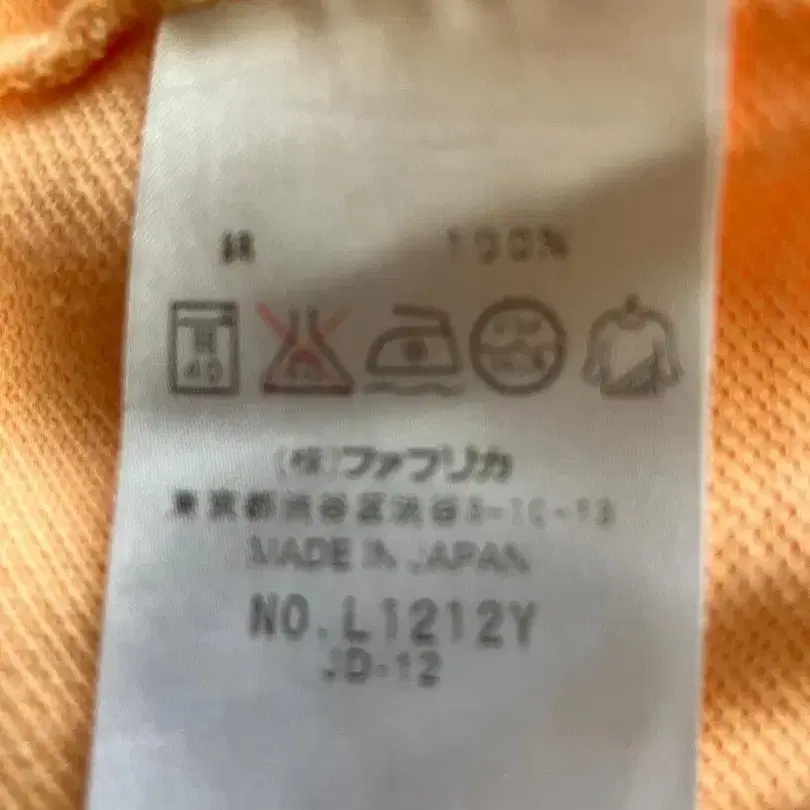 綿 100%
40
(株)ファブリカ
東京都渋谷区渋谷3-10-13
MADE IN JAPAN
NO.L1212Y
JD-12